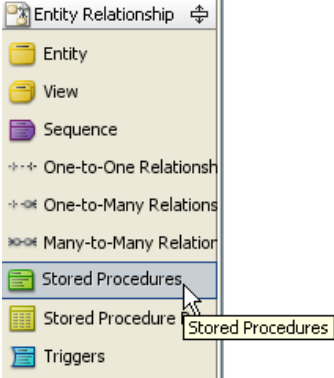 Entity Relationship
Entity
View
Sequence
One-to-One Relationsh
One-to-Many Relations
Many-to-Many Relation
Stored Procedures
Stored Procedure
Stored Procedures
Triggers